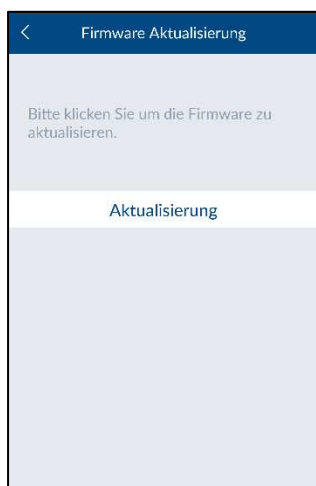 Firmware Aktualisierung
Bitte klicken Sie um die Firmware zu
aktualisieren.
Aktualisierung